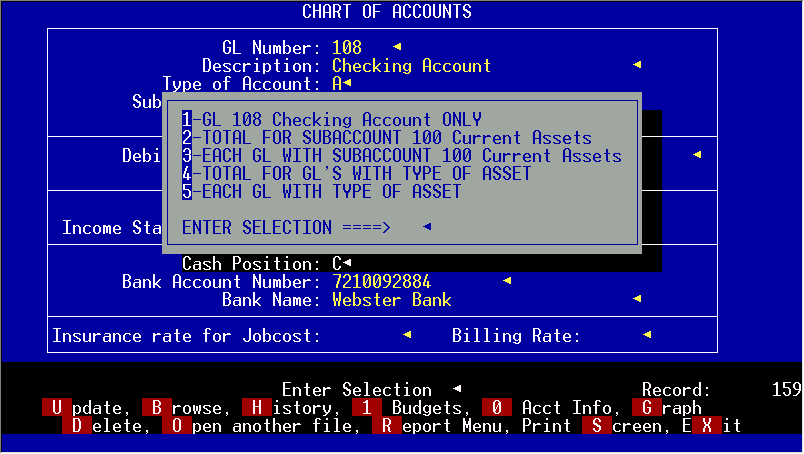 CHART OF ACCOUNTS
GL Number: 108
Description: Checking Account
Type of Account: A
Sub
1-GL 108 Checking Account ONLY
2-TOTAL FOR SUBACCOUNT 100 Current Assets
Debi
3-EACH GL WITH SUBACCOUNT 100 Current Assets
4-TOTAL FOR GL'S WITH TYPE OF ASSET
5-EACH GL WITH TYPE OF ASSET
Income Sta
ENTER SELECTION ====>
Cash Position: C
Bank Account Number: 7210092884
Bank Name: Webster Bank
Insurance rate for Jobcost: Billing Rate:
Enter Selection Record: 159
Update, Browse, History, 1 Budgets, 0 Acct Info, Graph
Delete, Open another file, Report Menu, Print Screen, EXit